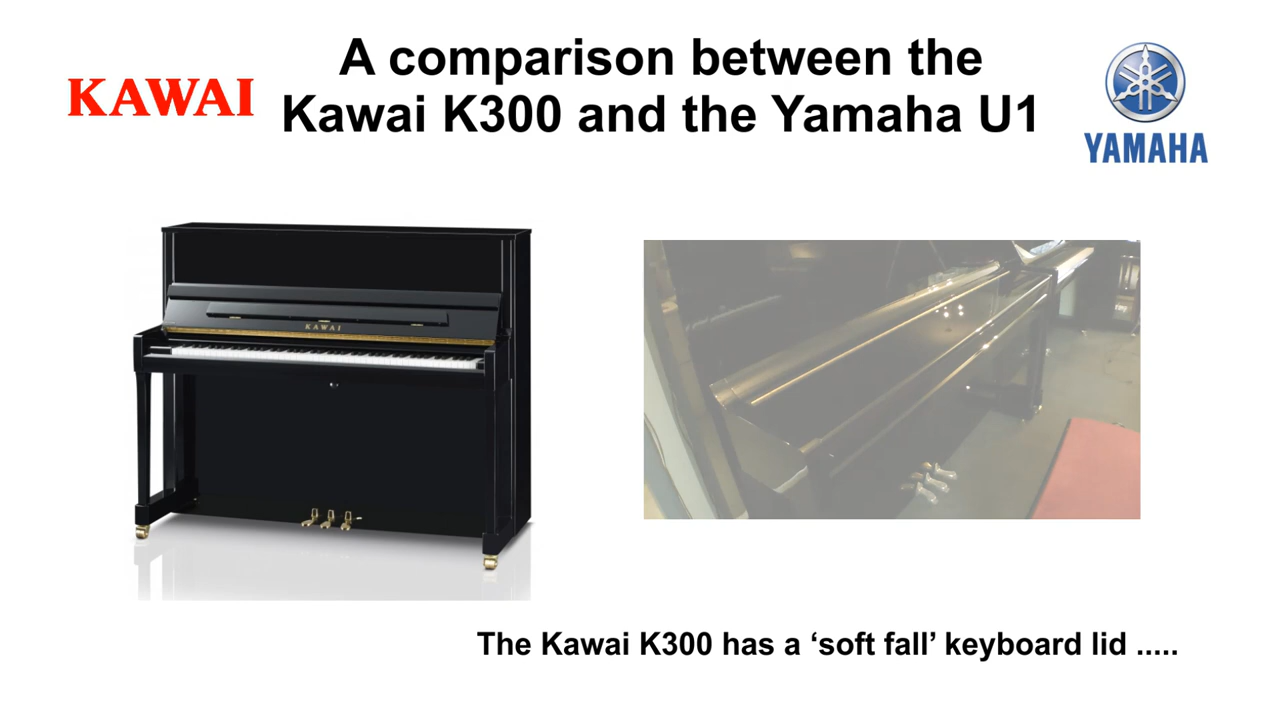 KAWAI
A comparison between the
Kawai K300 and the Yamaha U1
YAMAHA
KAWAI
The Kawai K300 has a ‘soft fall’ keyboard lid .....